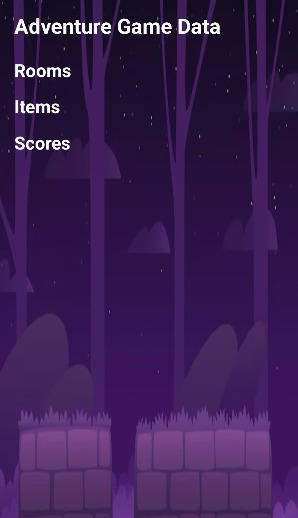 Adventure Game Data
Rooms
Items
Scores